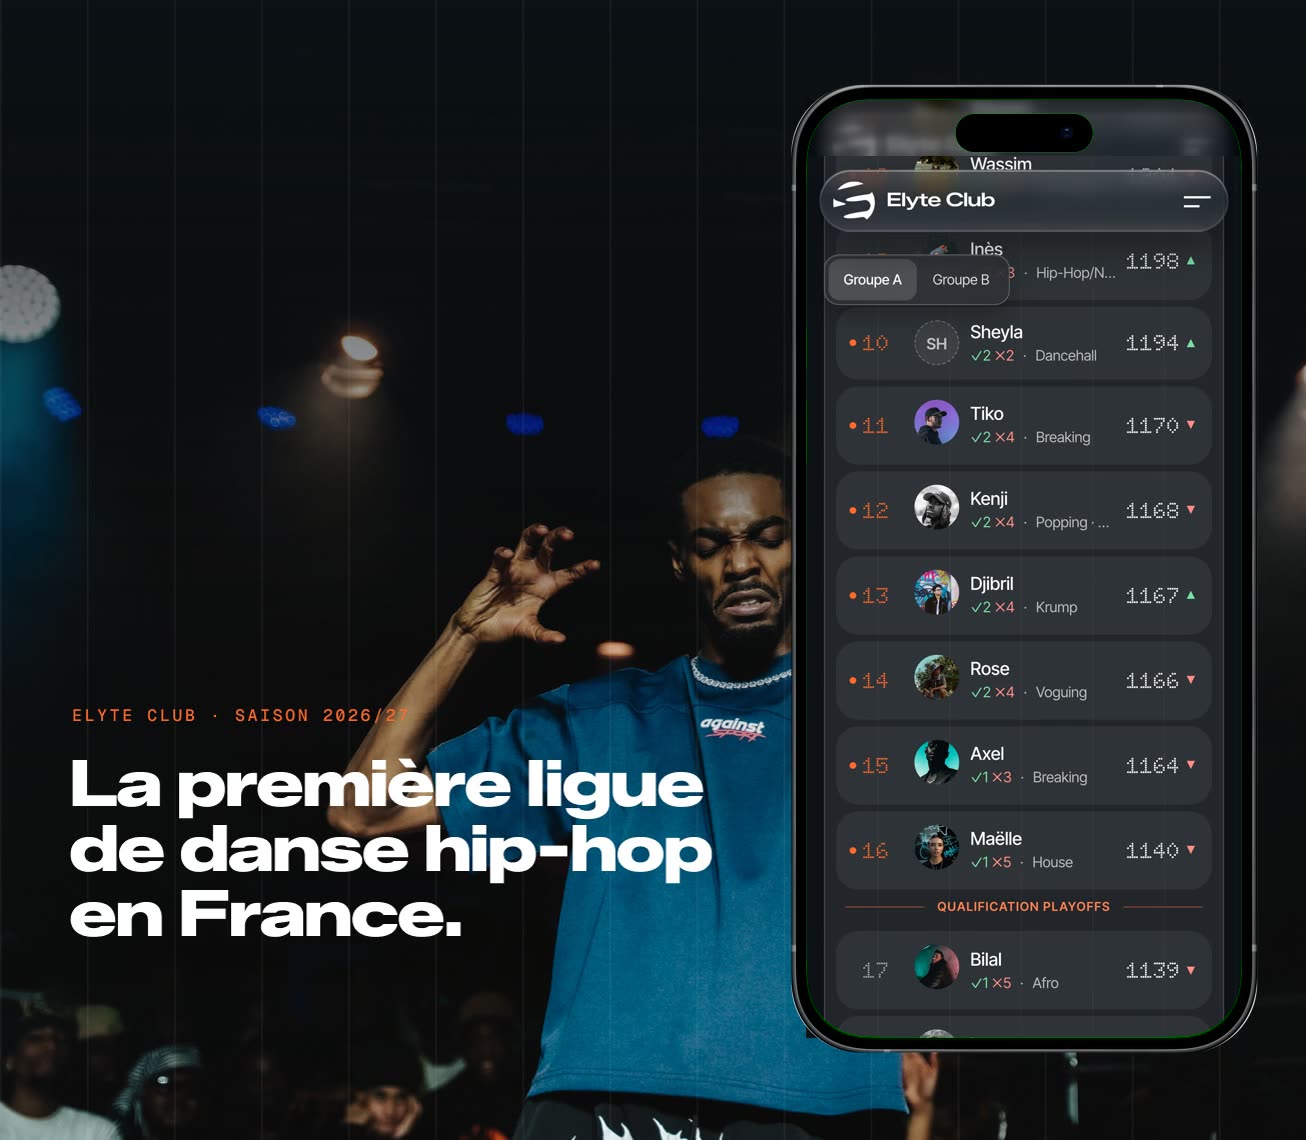 ELYTE CLUB · SAISON 2026/27
La première ligue
de danse hip-hop
en France.
against
Wassim
Elyte Club
Inès
3 · Hip-Hop/N...
1198 ▲
Groupe A
Groupe B
10
SH
Sheyla
✓2 ×2 · Dancehall
1194 ▲
11
Tiko
✓2 ×4 · Breaking
1170 ▼
12
Kenji
✓2 ×4 · Popping · ...
1168 ▼
13
Djibril
✓2 ×4 · Krump
1167 ▲
14
Rose
✓2 ×4 · Voguing
1166 ▼
15
Axel
✓1 ×3 · Breaking
1164 ▼
16
Maëlle
✓1 ×5 · House
1140 ▼
QUALIFICATION PLAYOFFS
17
Bilal
✓1 ×5 · Afro
1139 ▼